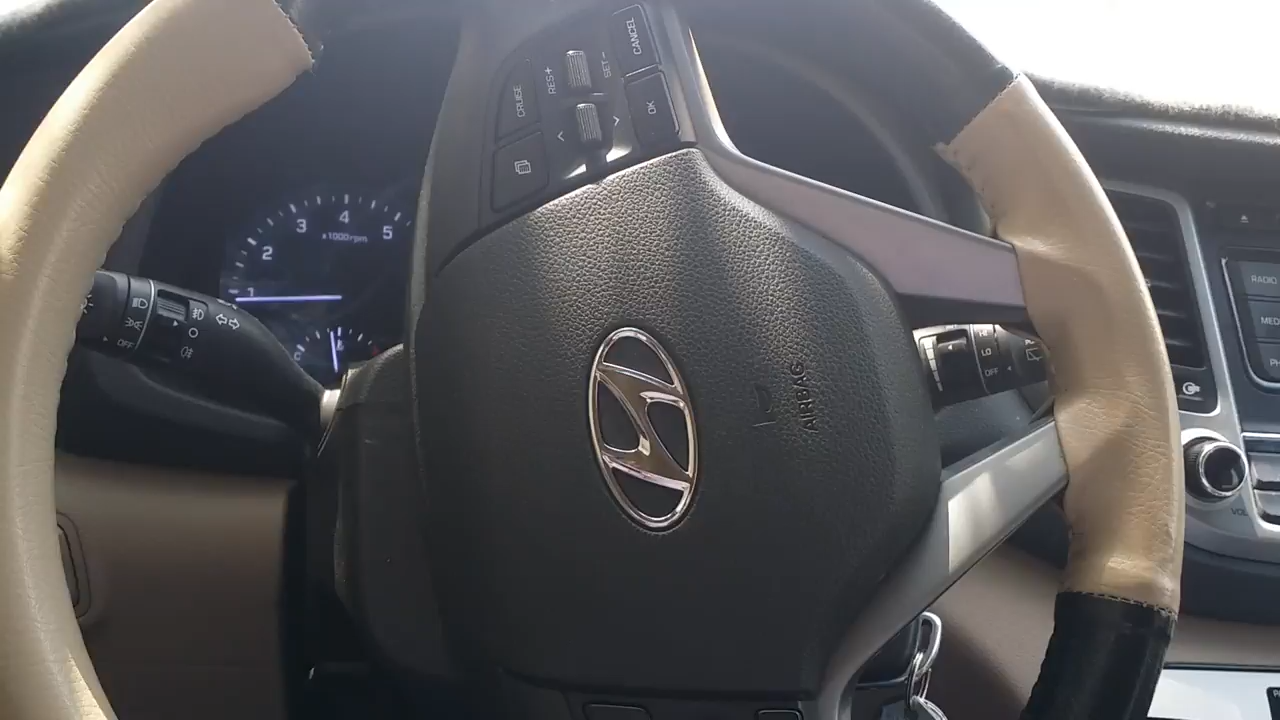 CANCEL
SET-
RES+
CRUISE
OK
4
3
5
x1000rpm
2
1
OFF
AIRBAG
LO
OFF
RADIO
C